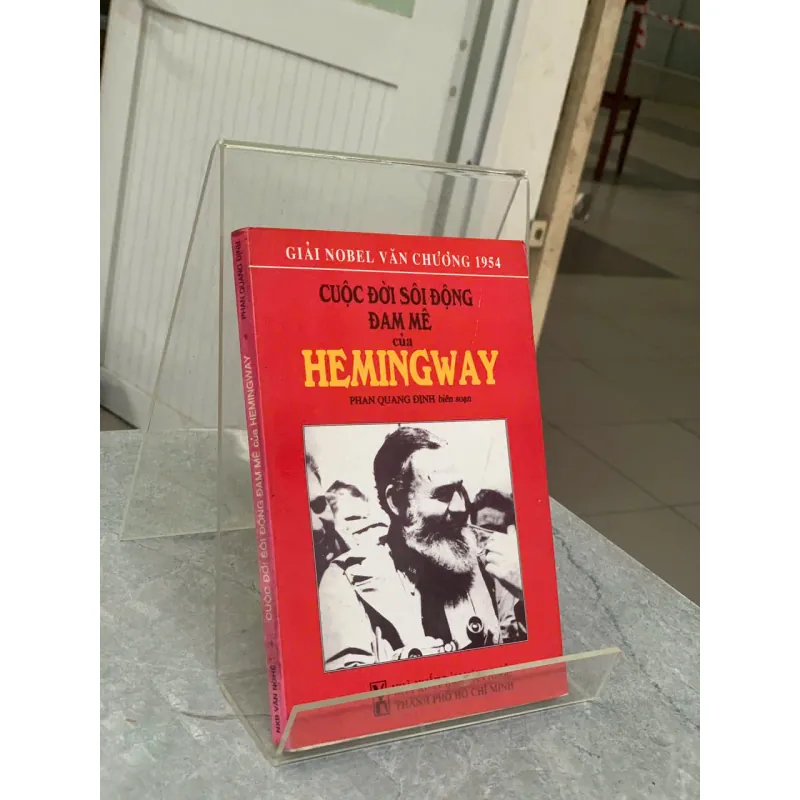 GIẢI NOBEL VĂN CHƯƠNG 1954
CUỘC ĐỜI SÔI ĐỘNG
ĐAM MÊ
của
HEMINGWAY
PHAN QUANG ĐỊNH biên soạn
THÀNH PHỐ HỒ CHÍ MINH
PHAN QUANG ĐỊNH
CUỘC ĐỜI SÔI ĐỘNG ĐAM MÊ của HEMINGWAY
NXB VĂN NGHỆ